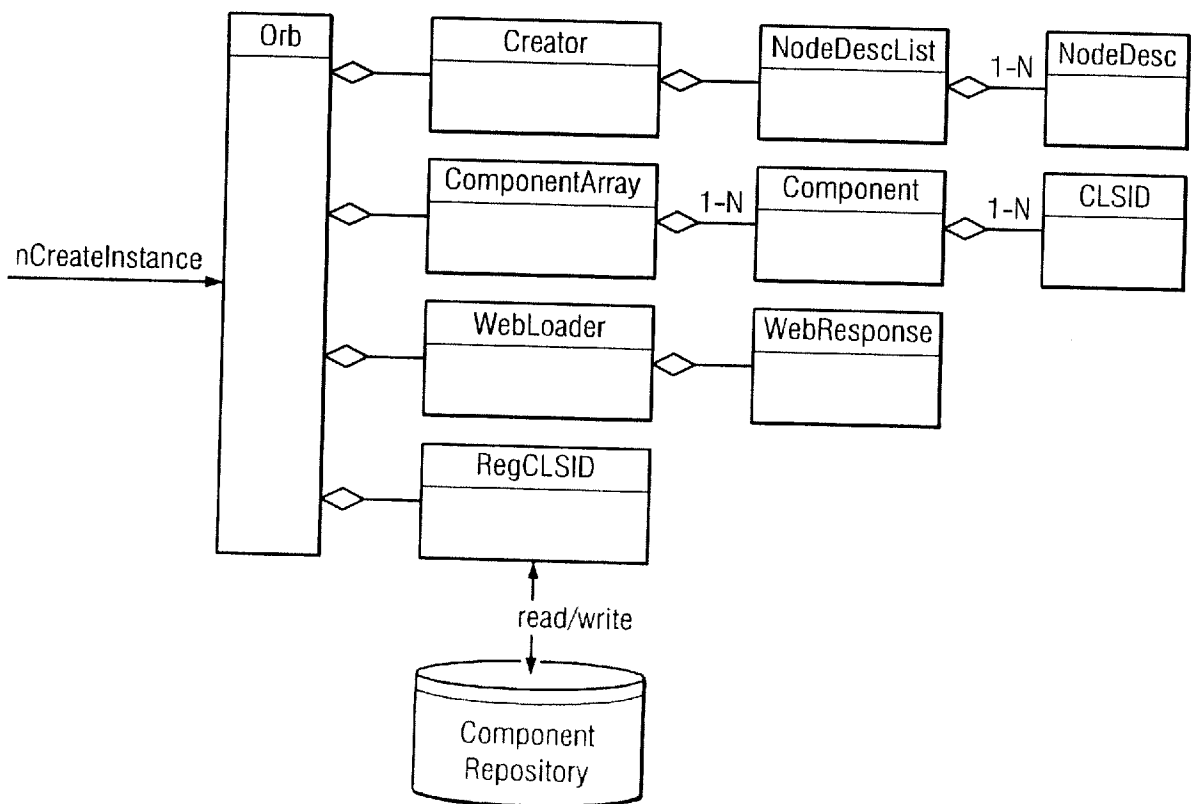 Orb
Creator
NodeDescList
1-N
NodeDesc
ComponentArray
1-N
Component
1-N
CLSID
nCreateInstance
WebLoader
WebResponse
RegCLSID
read/write
Component
Repository